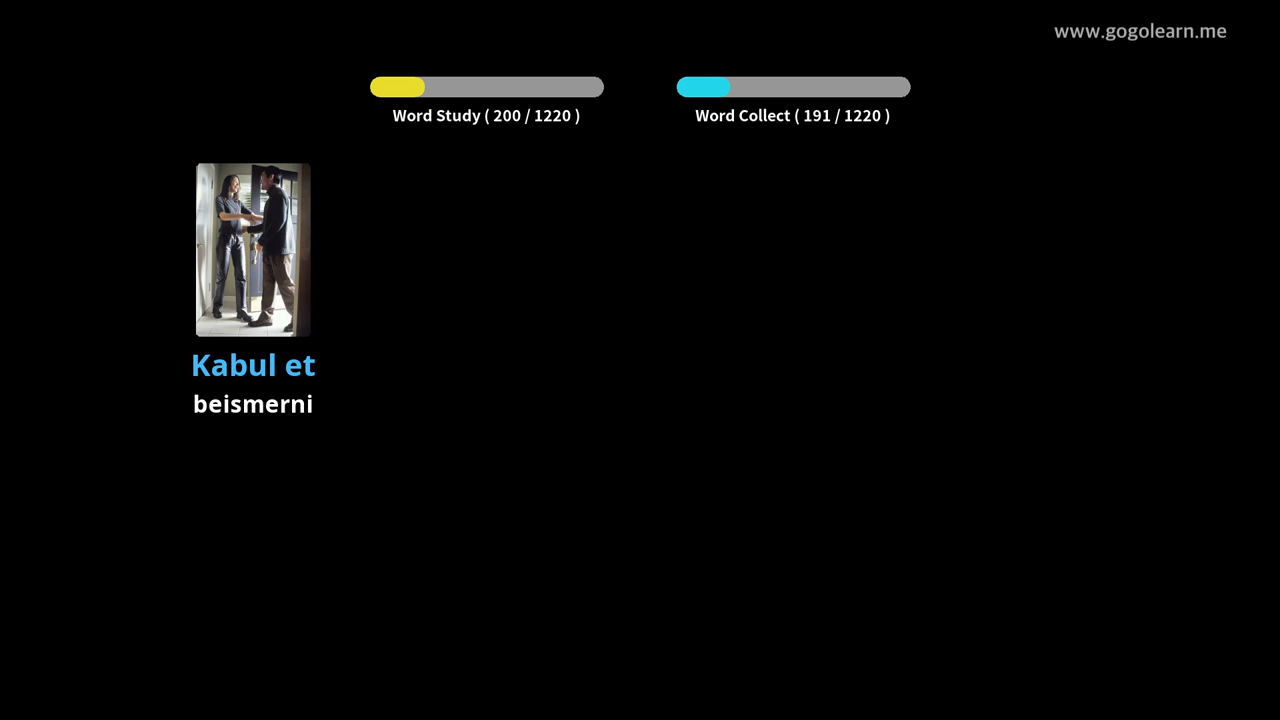 www.gogolearn.me
Word Study ( 200 / 1220 )
Word Collect ( 191 / 1220 )
Kabul et
beismerni